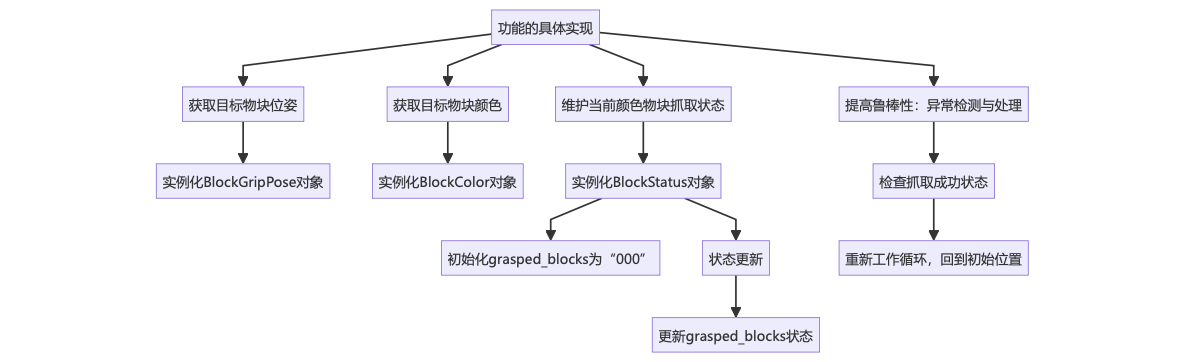 功能的具体实现
获取目标物块位姿
获取目标物块颜色
维护当前颜色物块抓取状态
提高鲁棒性：异常检测与处理
实例化BlockGripPose对象
实例化BlockColor对象
实例化BlockStatus对象
检查抓取成功状态
初始化grasped_blocks为“000”
状态更新
重新工作循环，回到初始位置
更新grasped_blocks状态